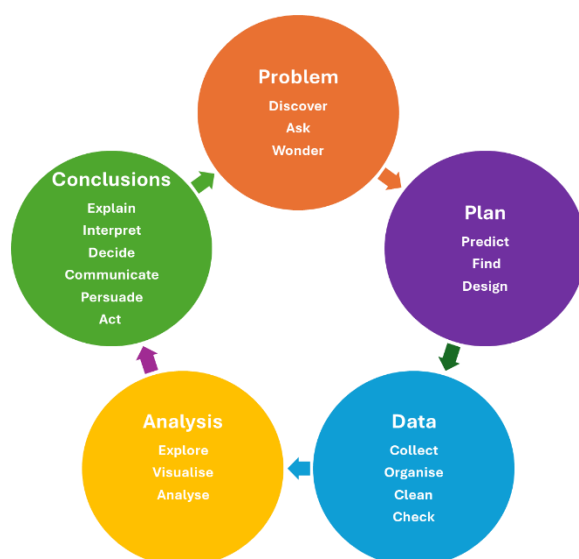 Problem
Discover
Ask
Wonder
Plan
Predict
Find
Design
Data
Collect
Organise
Clean
Check
Analysis
Explore
Visualise
Analyse
Conclusions
Explain
Interpret
Decide
Communicate
Persuade
Act